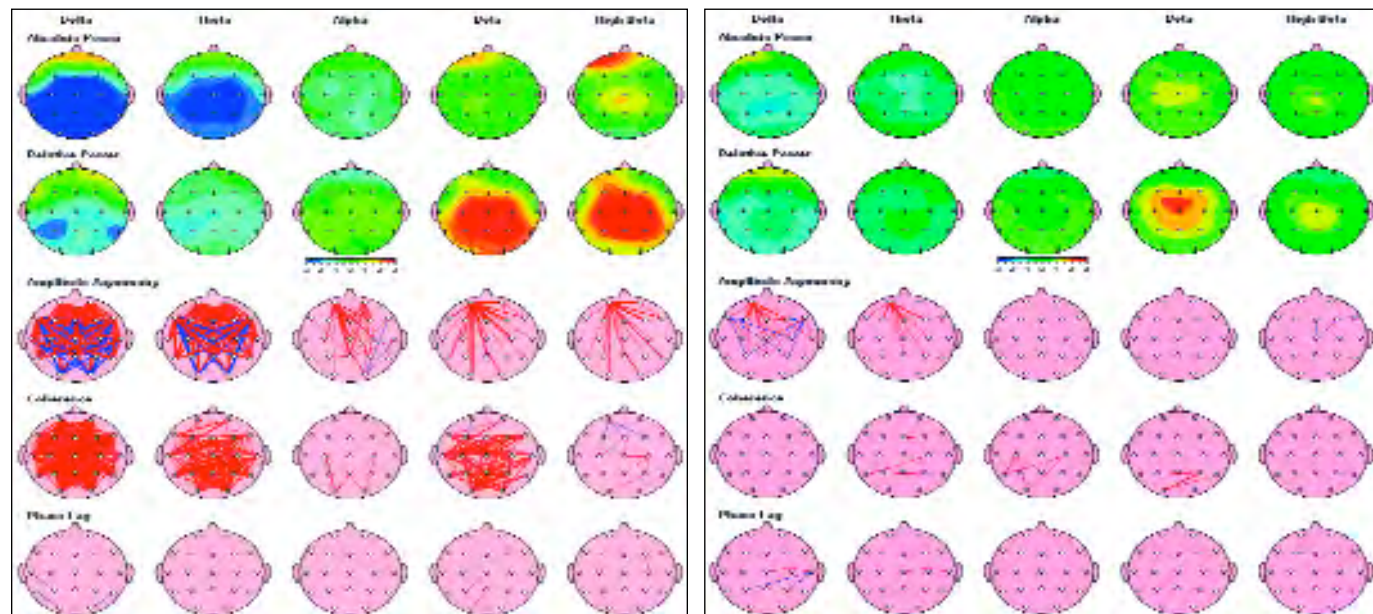 Delta Theta Alpha Beta High Beta
Absolute Power
Relative Power
Amplitude Asymmetry
Coherence
Phase Lag
Delta Theta Alpha Beta High Beta
Absolute Power
Relative Power
Amplitude Asymmetry
Coherence
Phase Lag